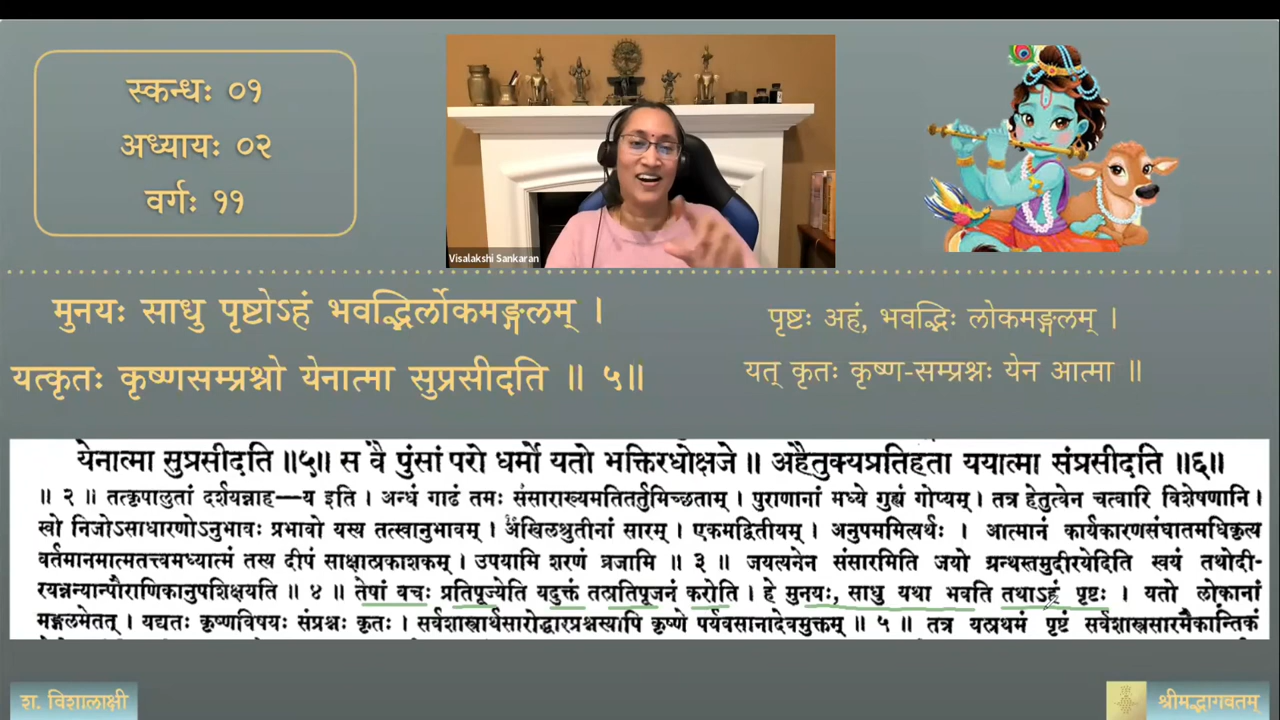 स्कन्धः ०१
अध्यायः ०२
वर्गः ११
Visalakshi Sankaran
मुनयः साधु पृष्टोऽहं भवद्भिर्लोकमङ्गलम् ।
यत्कृतः कृष्णसम्प्रश्नो येनात्मा सुप्रसीदति ॥ ५॥
पृष्टः अहं, भवद्भिः लोकमङ्गलम् ।
यत् कृतः कृष्ण-सम्प्रश्नः येन आत्मा ॥
येनात्मा सुप्रसीदति ॥५॥ स वै पुंसां परो धर्मो यतो भक्तिरधोक्षजे ॥ अहैतुक्यप्रतिहता ययात्मा संप्रसीदति ॥६॥
॥ २ ॥ तत्कृपालुतां दर्शयन्नाह—य इति । अन्धं गाढं तमः संसाराख्यमतितर्तुमिच्छताम् । पुराणानां मध्ये गुह्यं गोप्यम् । तत्र हेतुत्वेन चत्वारि विशेषणानि ।
स्वो निजोऽसाधारणोऽनुभावः प्रभावो यस्य तत्स्वानुभावम् । अखिलश्रुतीनां सारम् । एकमद्वितीयम् । अनुपममित्यर्थः । आत्मानं कार्यकारणसंघातमधिकृत्य
वर्तमानमात्मतत्त्वमध्यात्मं तस्य दीपं साक्षात्प्रकाशकम् । उपयामि शरणं व्रजामि ॥ ३ ॥ जयत्यनेन संसारमिति जयो ग्रन्थस्तमुदीरयेदिति स्वयं तथोदी-
रयन्नन्यान्पौराणिकानुपशिक्षयति ॥ ४ ॥ तेषां वचः प्रतिपूज्येति यदुक्तं तत्प्रतिपूजनं करोति । हे मुनयः, साधु यथा भवति तथाऽहं पृष्टः । यतो लोकानां
मङ्गलमेतत् । यद्यतः कृष्णविषयः संप्रश्नः कृतः । सर्वशास्त्रार्थसारोद्धारप्रश्नस्यापि कृष्णे पर्यवसानादेवमुक्तम् ॥ ५ ॥ तत्र यत्प्रथमं पृष्टं सर्वशास्त्रसारमैकान्तिकं
श. विशालाक्षी
श्रीमद्भागवतम्